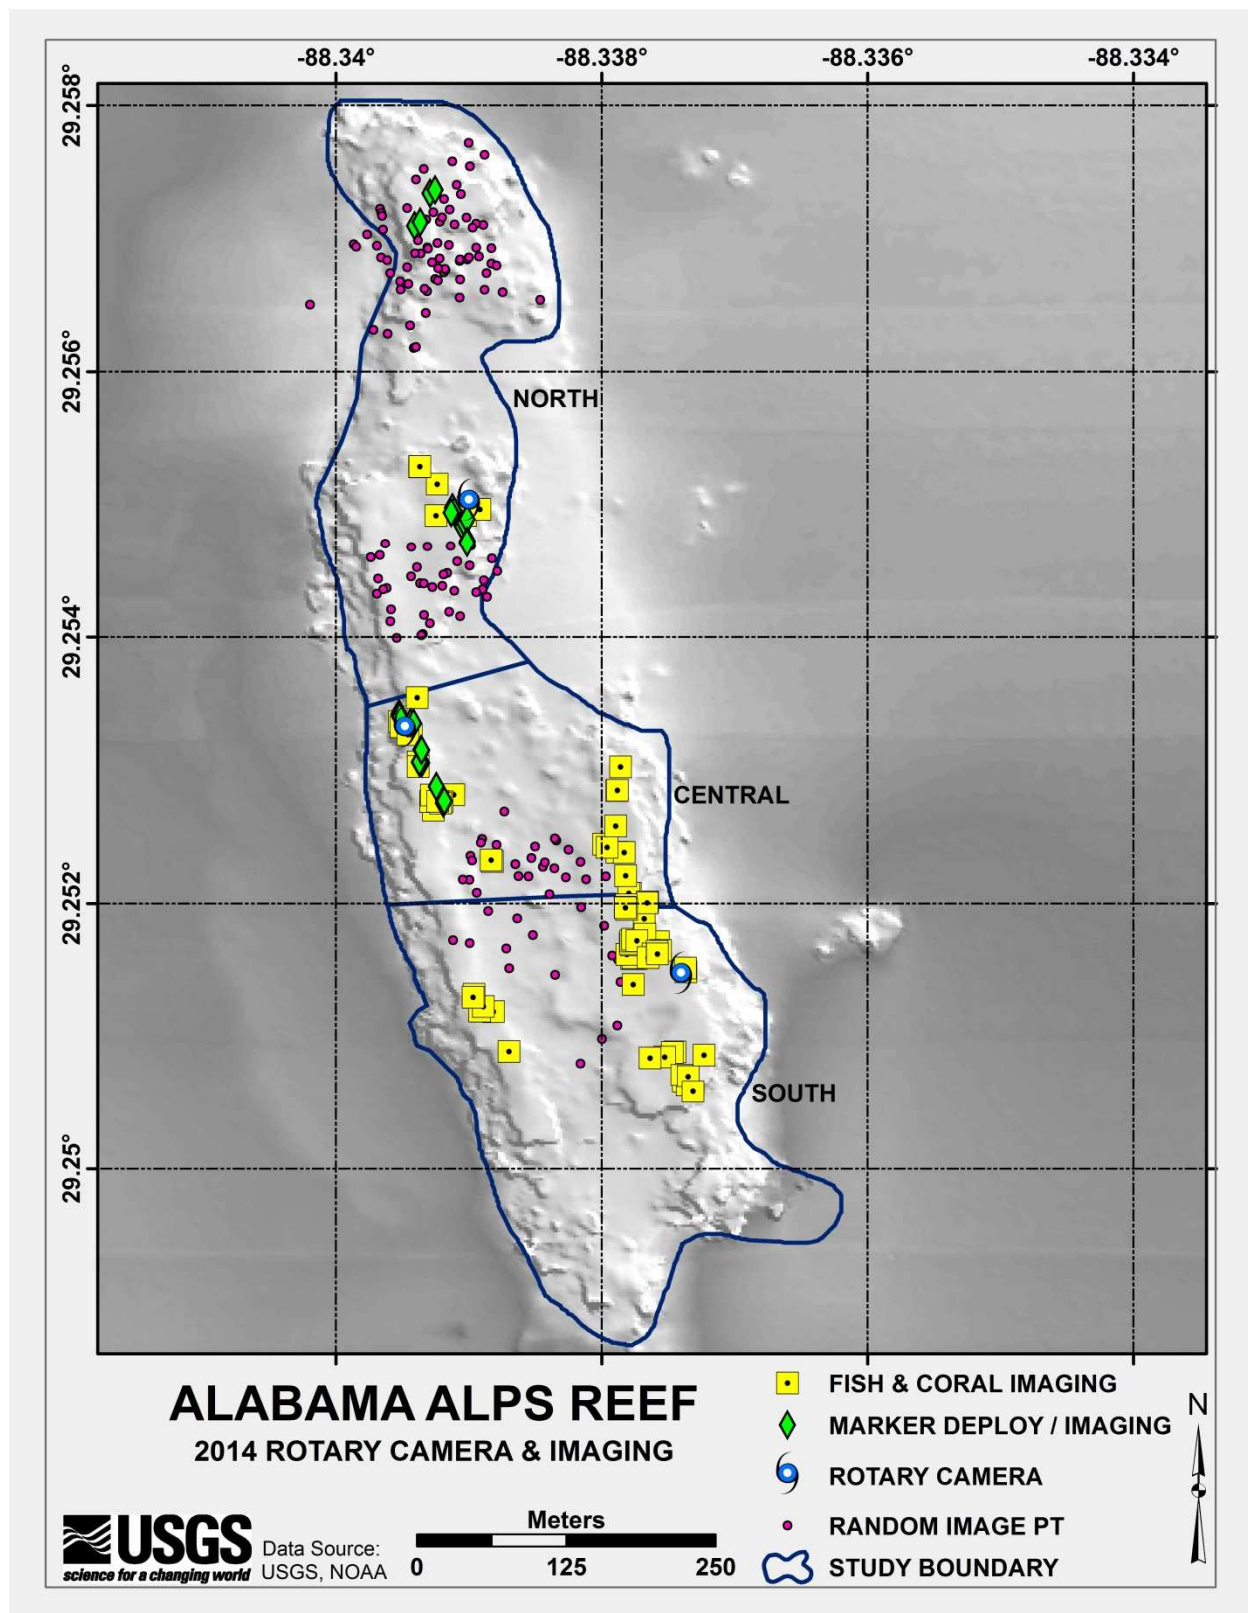 -88.34° -88.338° -88.336° -88.334°
29.258°
29.256°
NORTH
29.254°
CENTRAL
29.252°
SOUTH
29.25°
ALABAMA ALPS REEF
2014 ROTARY CAMERA & IMAGING
FISH & CORAL IMAGING
MARKER DEPLOY / IMAGING
ROTARY CAMERA
RANDOM IMAGE PT
STUDY BOUNDARY
N
USGS
science for a changing world
Data Source:
USGS, NOAA
Meters
0 125 250